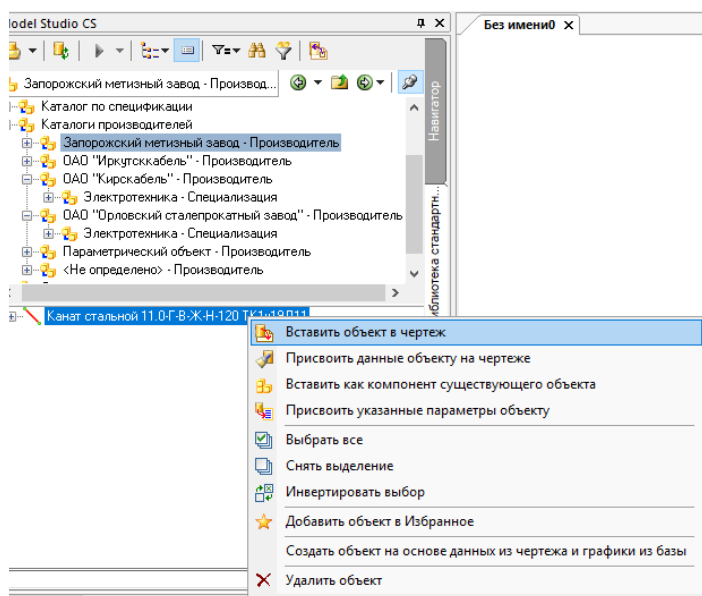 Model Studio CS
Без имени0
Запорожский метизный завод - Производ...
Каталог по спецификации
Каталоги производителей
Запорожский метизный завод - Производитель
ОАО "Иркутсккабель" - Производитель
ОАО "Кирскабель" - Производитель
Электротехника - Специализация
ОАО "Орловский сталепрокатный завод" - Производитель
Электротехника - Специализация
Параметрический объект - Производитель
<Не определено> - Производитель
Навигатор
библиотека стандартн...
Канат стальной 11.0-Г-В-Ж-Н-120 ТК1х19Л11
Вставить объект в чертеж
Присвоить данные объекту на чертеже
Вставить как компонент существующего объекта
Присвоить указанные параметры объекту
Выбрать все
Снять выделение
Инвертировать выбор
Добавить объект в Избранное
Создать объект на основе данных из чертежа и графики из базы
Удалить объект